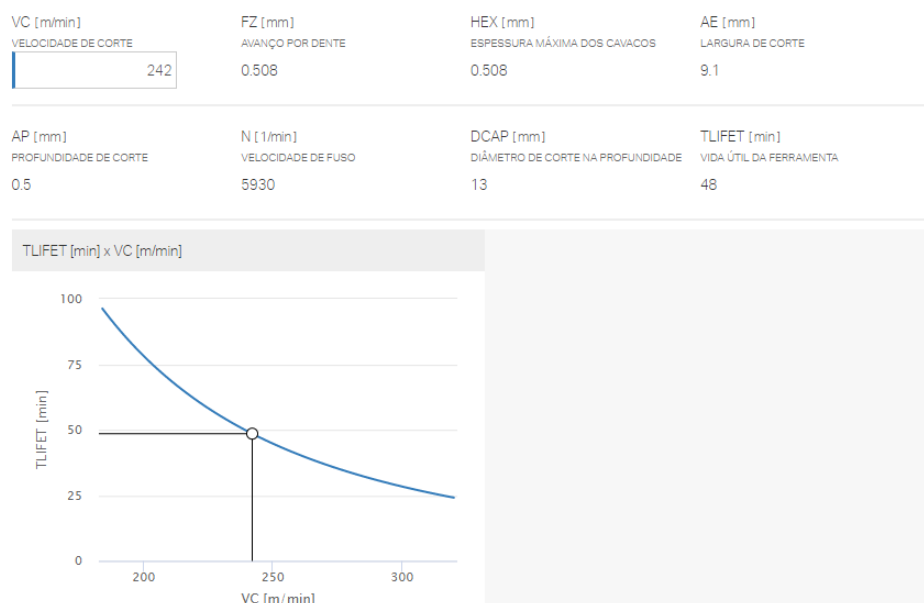 VC [m/min] FZ [mm] HEX [mm] AE [mm]
VELOCIDADE DE CORTE AVANÇO POR DENTE ESPESSURA MÁXIMA DOS CAVACOS LARGURA DE CORTE
242 0.508 0.508 9.1
AP [mm] N [1/min] DCAP [mm] TLIFET [min]
PROFUNDIDADE DE CORTE VELOCIDADE DE FUSO DIÂMETRO DE CORTE NA PROFUNDIDADE VIDA ÚTIL DA FERRAMENTA
0.5 5930 13 48
TLIFET [min] x VC [m/min]
100
75
50
25
0
TLIFET [min]
200 250 300
VC [m/min]